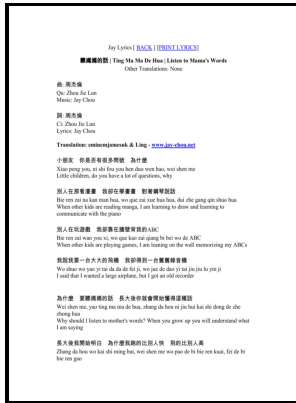 Jay Lyrics [ BACK ] [PRINT LYRICS]
聽媽媽的話 | Ting Ma Ma De Hua | Listen to Mama's Words
Other Translations: None
曲: 周杰倫
Qu: Zhou Jie Lun
Music: Jay Chou
詞: 周杰倫
Ci: Zhou Jie Lun
Lyrics: Jay Chou
Translation: eminemjamesuk & Ling - www.jay-chou.net
小朋友 你是否有很多問號 為什麼
Xiao peng you, ni shi fou you hen duo wen hao, wei shen me
Little children, do you have a lot of questions, why
別人在那看漫畫 我卻在學畫畫 對著鋼琴說話
Bie ren zai na kan man hua, wo que zai xue hua hua, dui zhe gang qin shuo hua
When other kids are reading manga, I am learning to draw and learning to
communicate with the piano
別人在玩遊戲 我卻靠在牆壁背我的ABC
Bie ren zai wan you xi, wo que kao zai qiang bi bei wo de ABC
When other kids are playing games, I am leaning on the wall memorizing my ABCs
我說我要一台大大的飛機 我卻得到一台舊舊錄音機
Wo shuo wo yao yi tai da da de fei ji, wo jue de dao yi tai jiu jiu lu yin ji
I said that I wanted a large airplane, but I got an old recorder
為什麼 要聽媽媽的話 長大後你就會開始懂得這種話
Wei shen me, yao ting ma ma de hua, zhang da hou ni jiu hui kai shi dong de zhe
zhong hua
Why should I listen to mother's words? When you grow up you will understand what
I am saying
長大後我開始明白 為什麼我跑的比別人快 飛的比別人高
Zhang da hou wo kai shi ming bai, wei shen me wo pao de bi bie ren kuai, fei de bi
bie ren gao